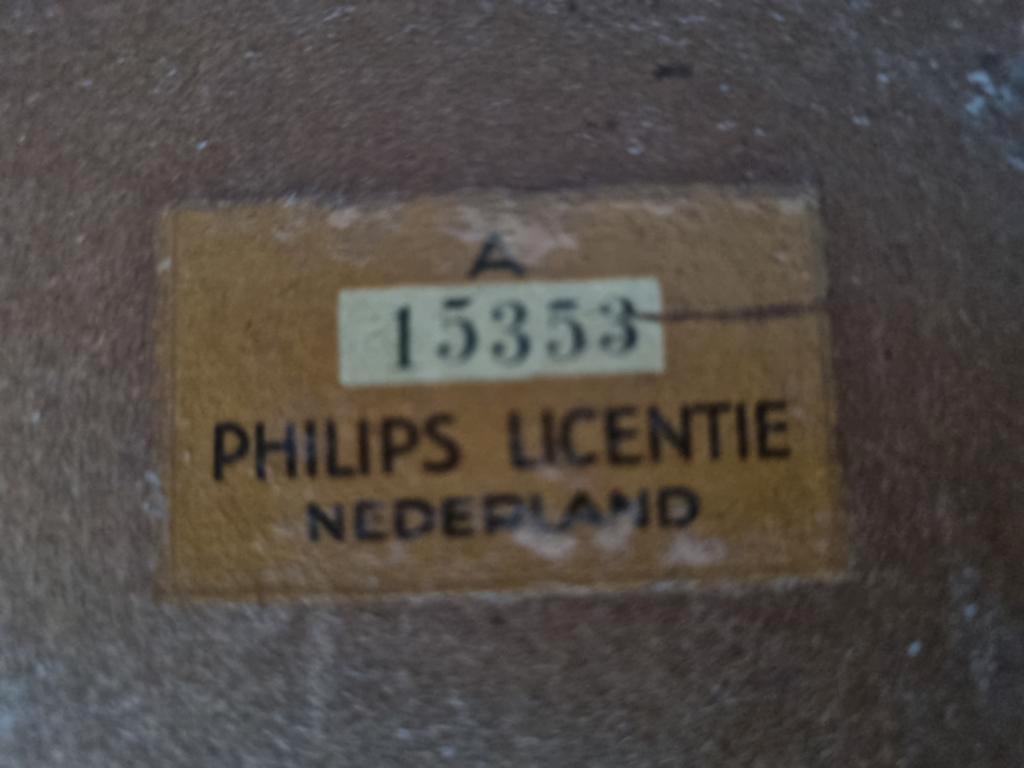 A
15353
PHILIPS LICENTIE
NEDERLAND